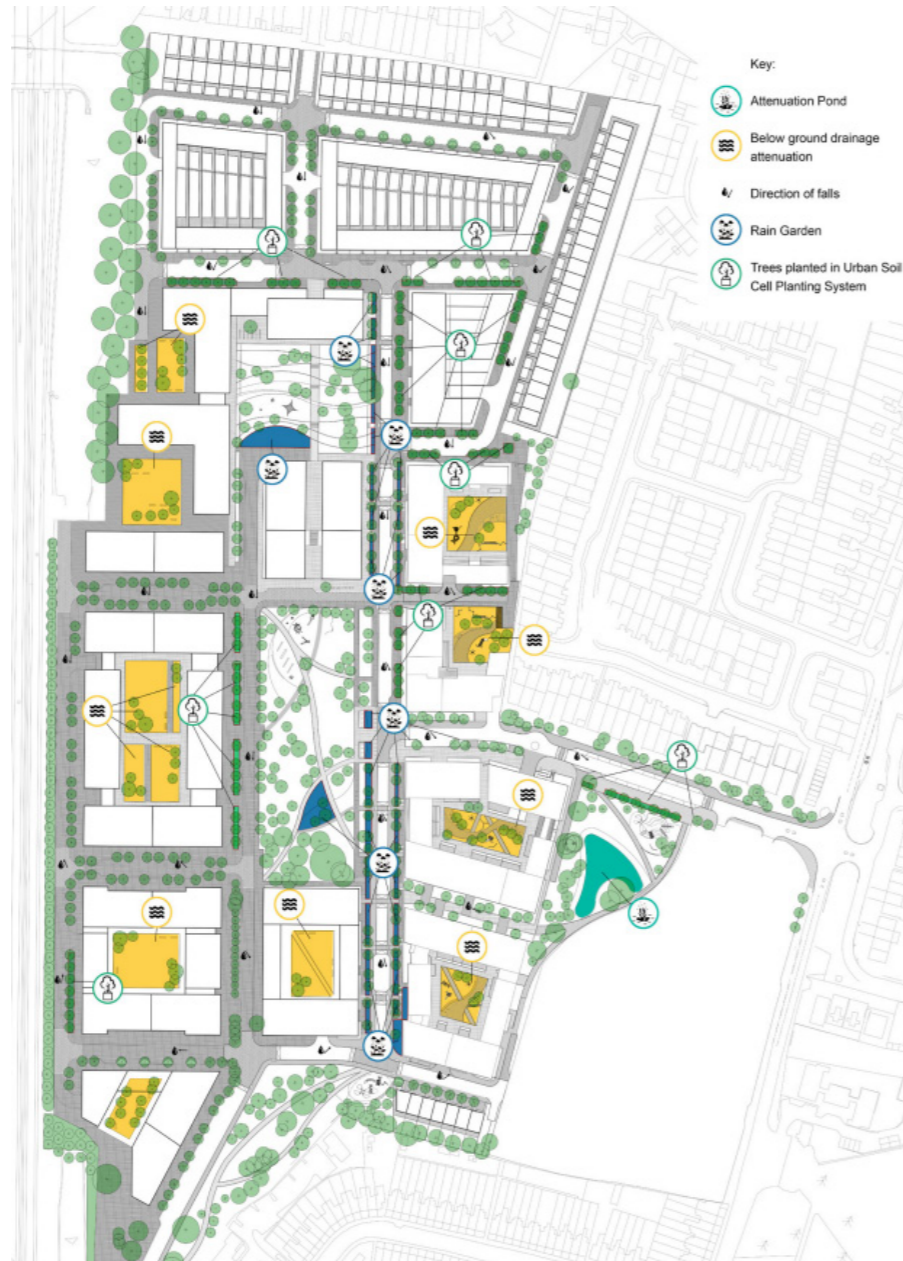 Key:
Attenuation Pond
Below ground drainage
attenuation
Direction of falls
Rain Garden
Trees planted in Urban Soil
Cell Planting System